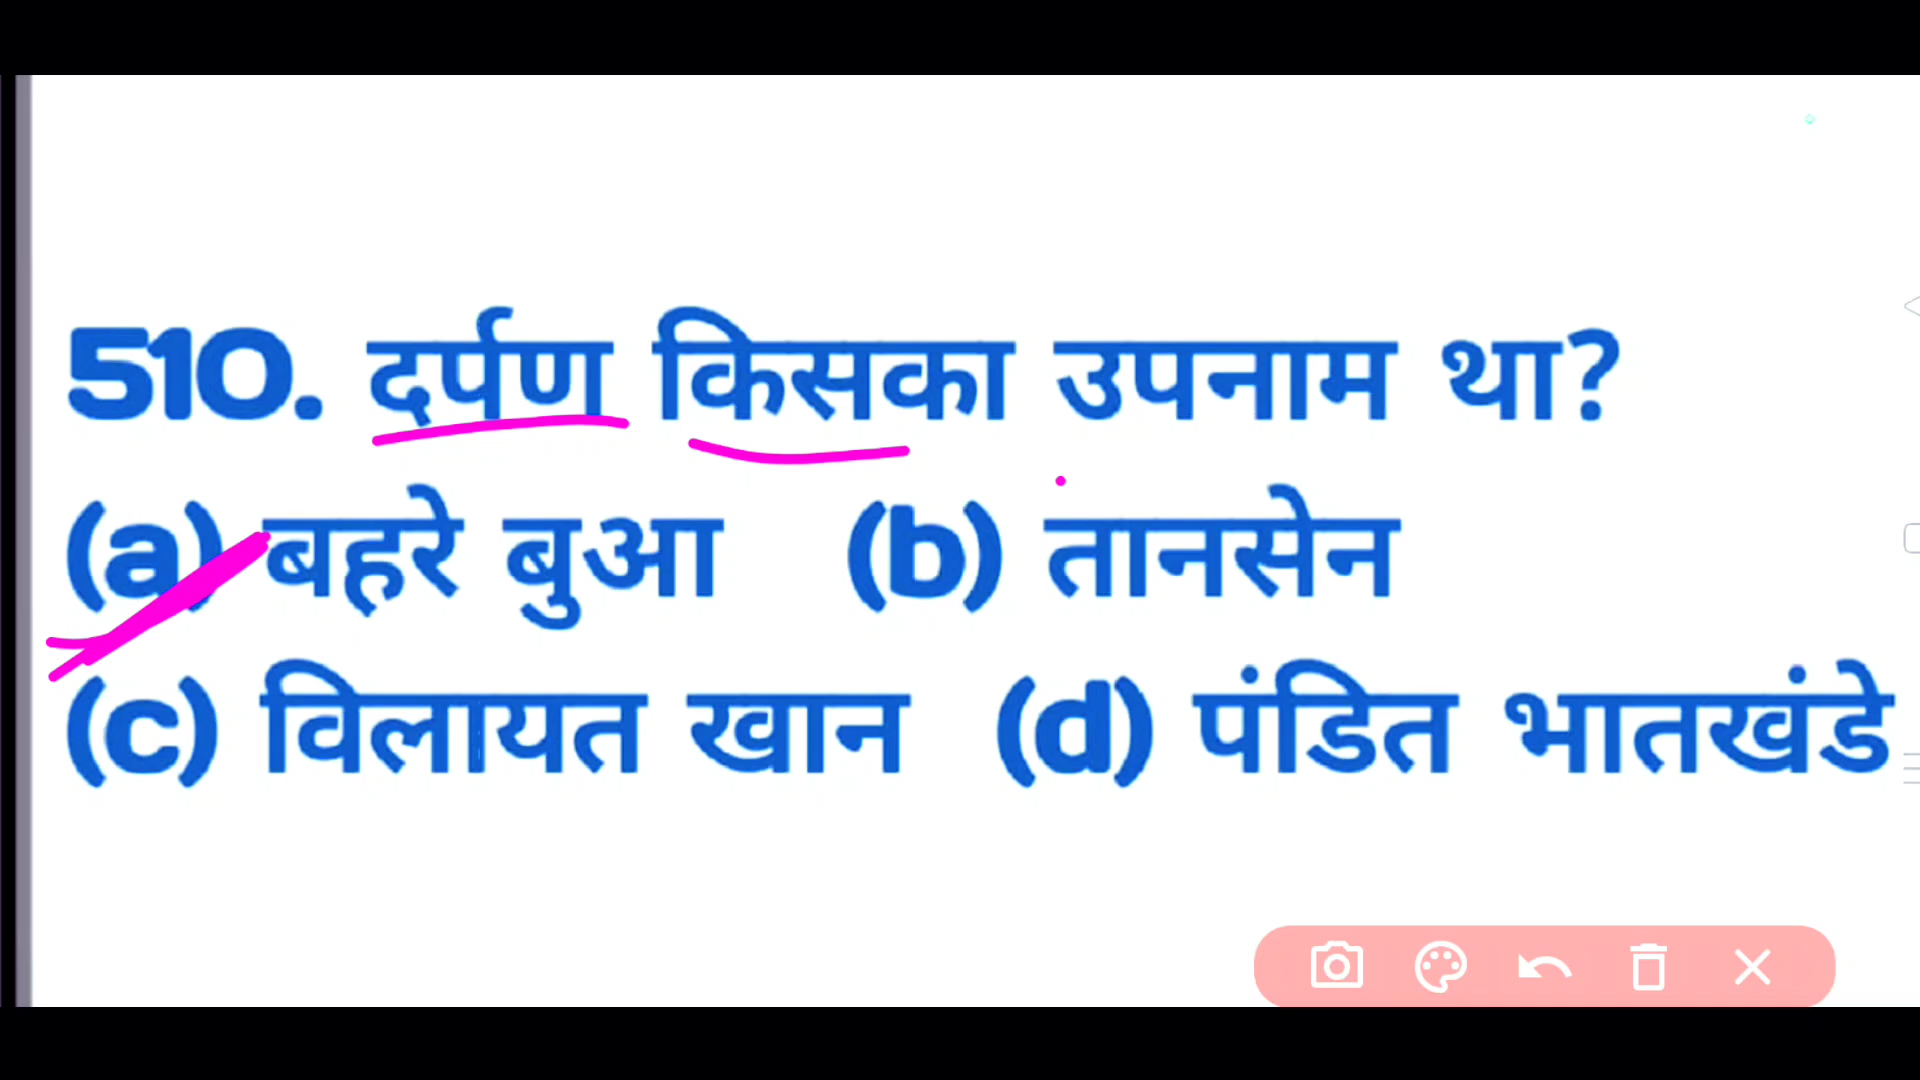 510. दर्पण किसका उपनाम था?
(a) बहरे बुआ (b) तानसेन
(c) विलायत खान (d) पंडित भातखंडे